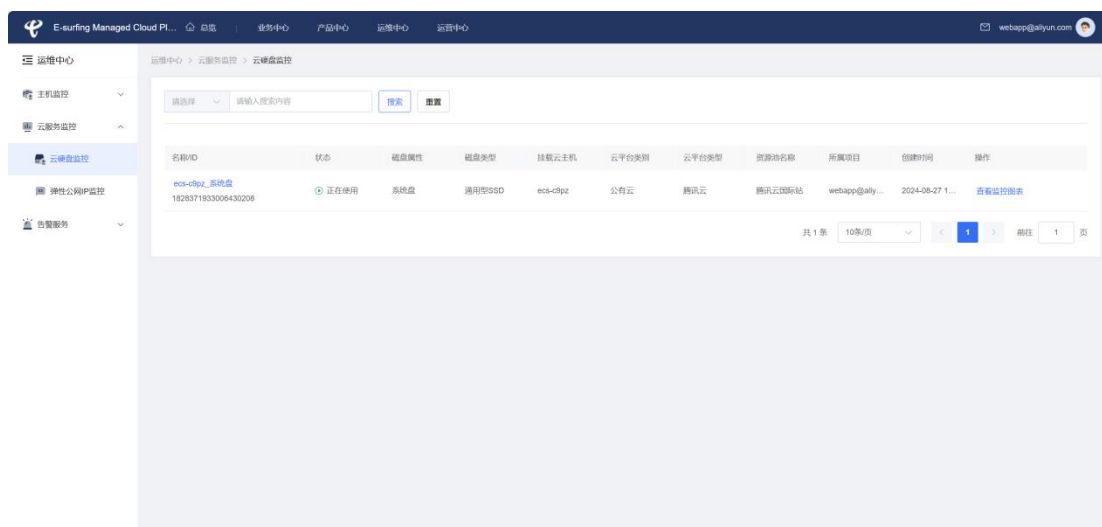 E-surfing Managed Cloud Pl... 总览 业务中心 产品中心 运维中心 运营中心 webapp@aliyun.com
运维中心
运维中心 > 云服务监控 > 云硬盘监控
主机监控
请选择 请输入搜索内容 搜索 重置
云服务监控
云硬盘监控
名称/ID 状态 磁盘属性 磁盘类型 挂载云主机 云平台类别 云平台类型 资源池名称 所属项目 创建时间 操作
弹性公网IP监控
ecs-c9pz_系统盘
1828371933006430208
正在使用 系统盘 通用型SSD ecs-c9pz 公有云 腾讯云 腾讯云国际站 webapp@aliy... 2024-08-27 1... 查看监控图表
告警服务
共 1 条 10条/页 < 1 > 前往 1 页